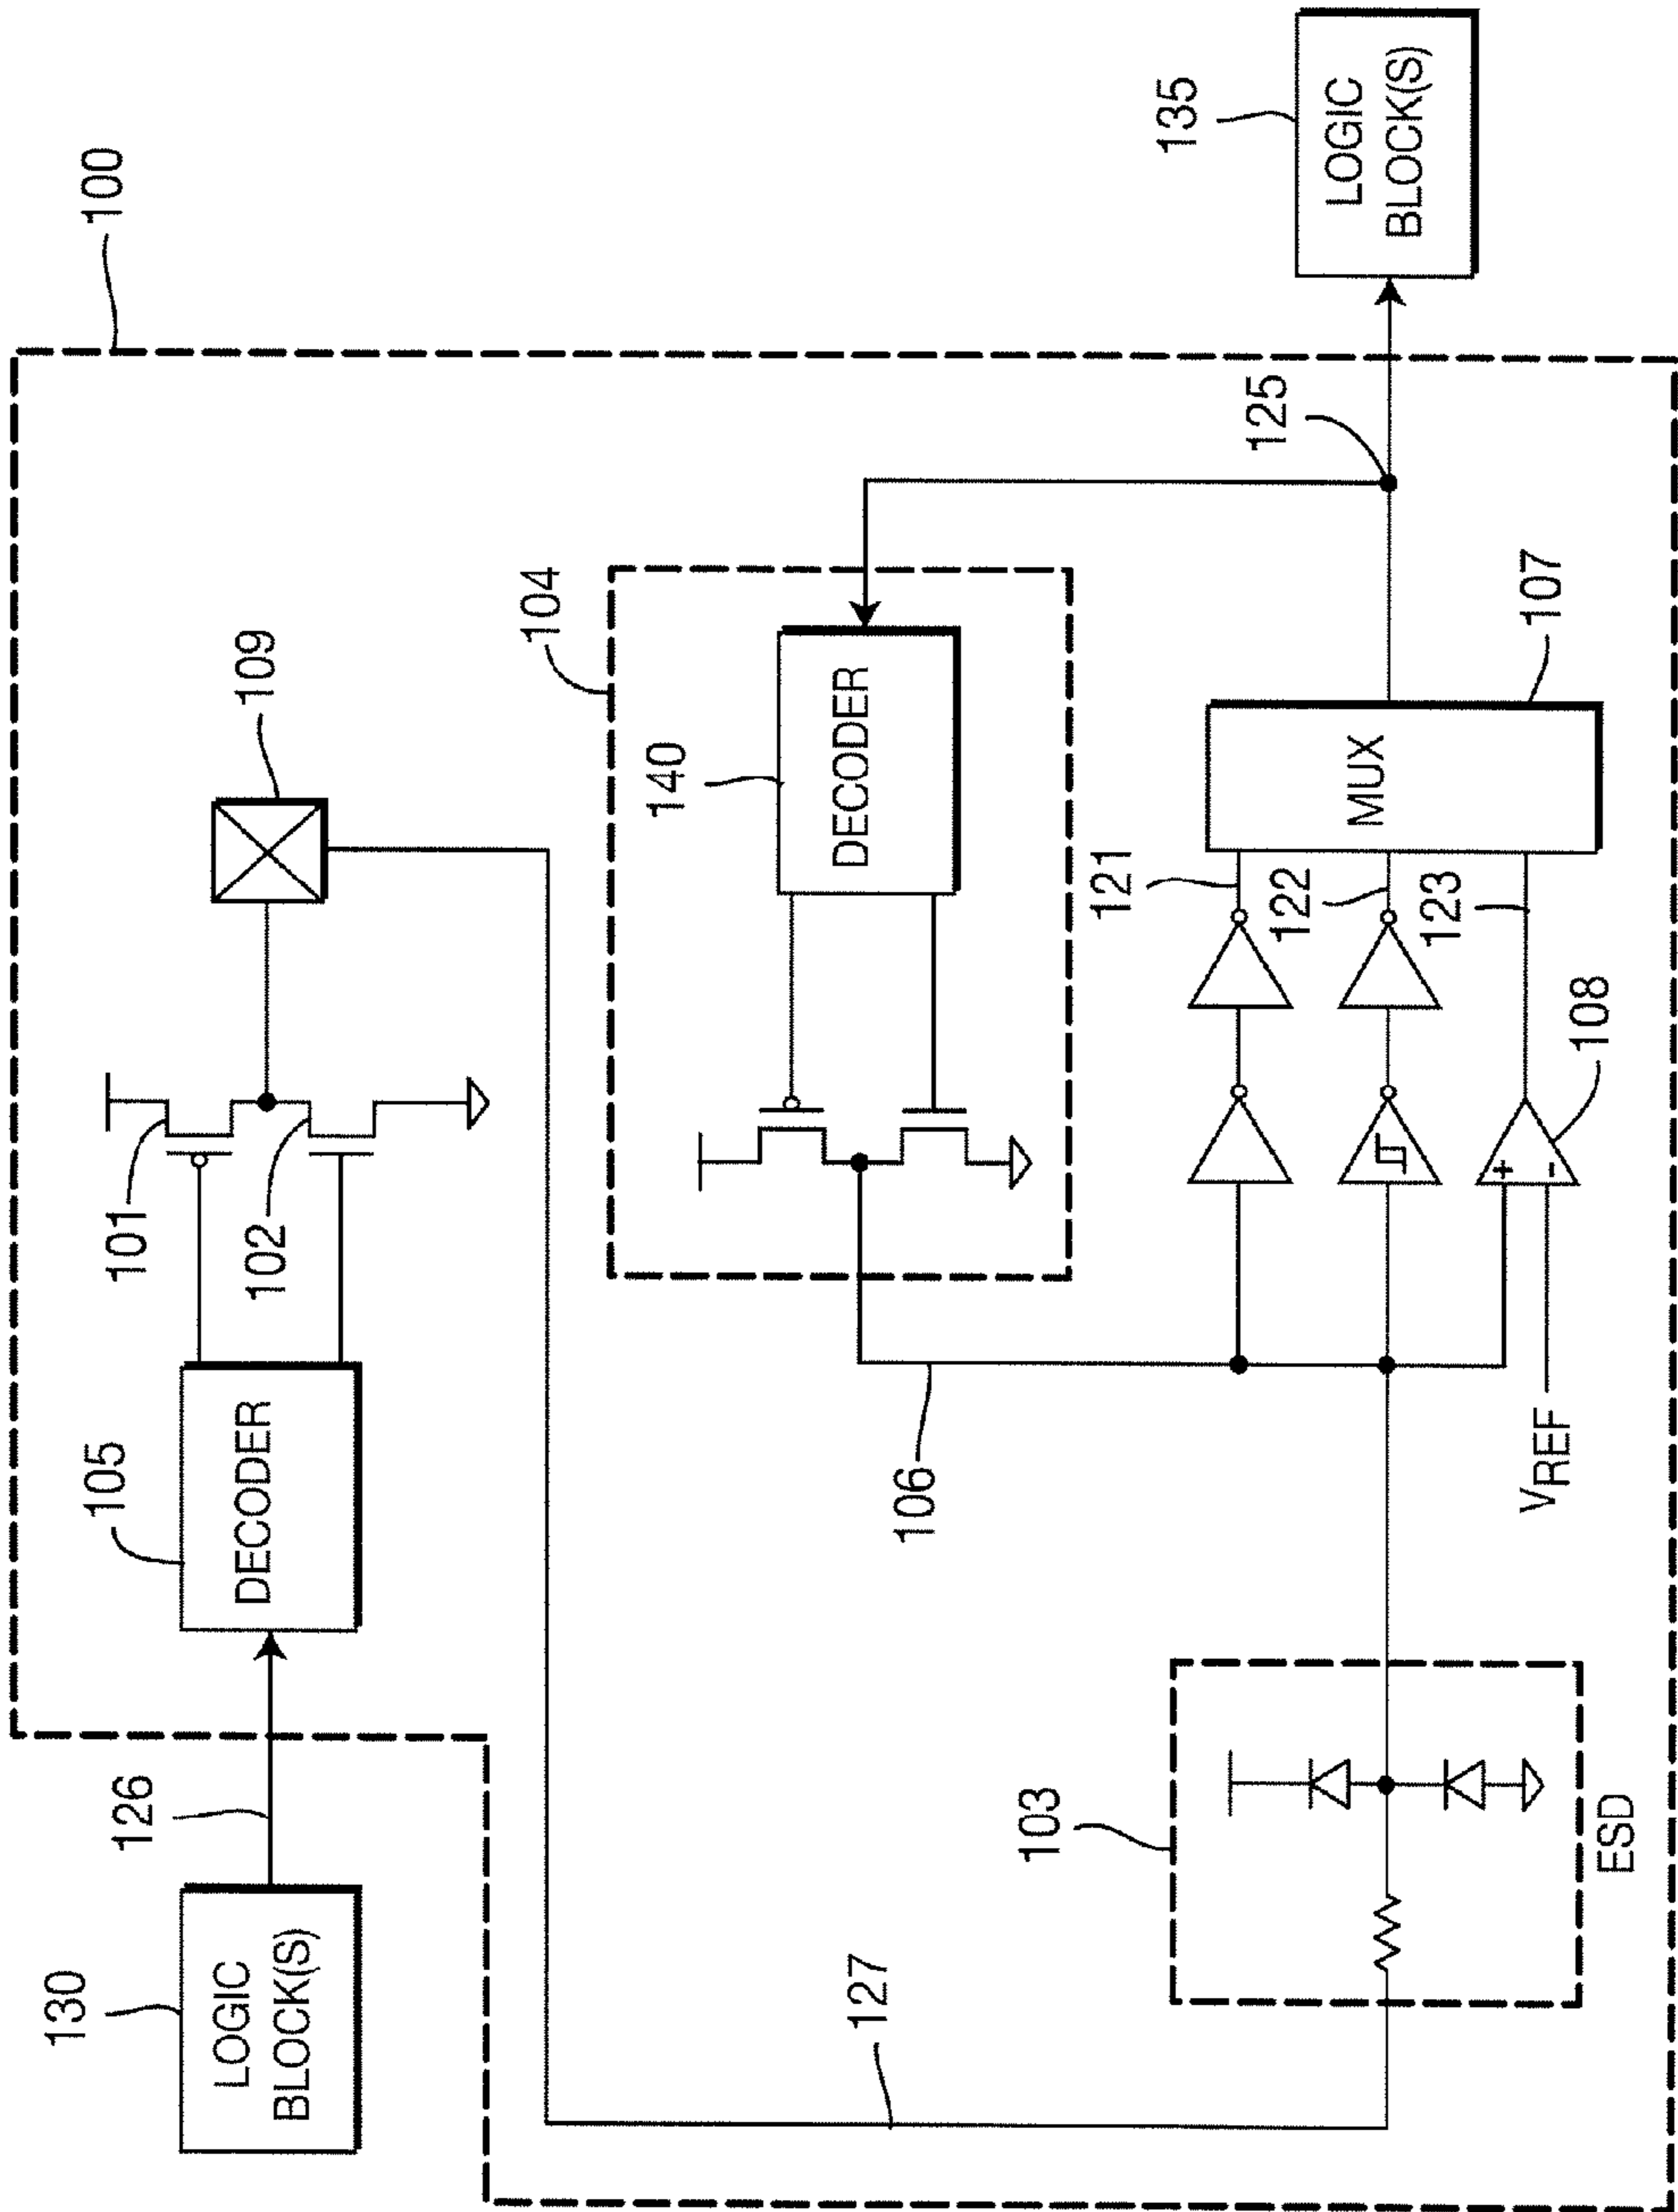 100
130
LOGIC
BLOCK(S)
126
105
DECODER
101
102
109
104
140
DECODER
127
106
125
135
LOGIC
BLOCK(S)
103
ESD
121
122
123
MUX
107
+
-
108
VREF